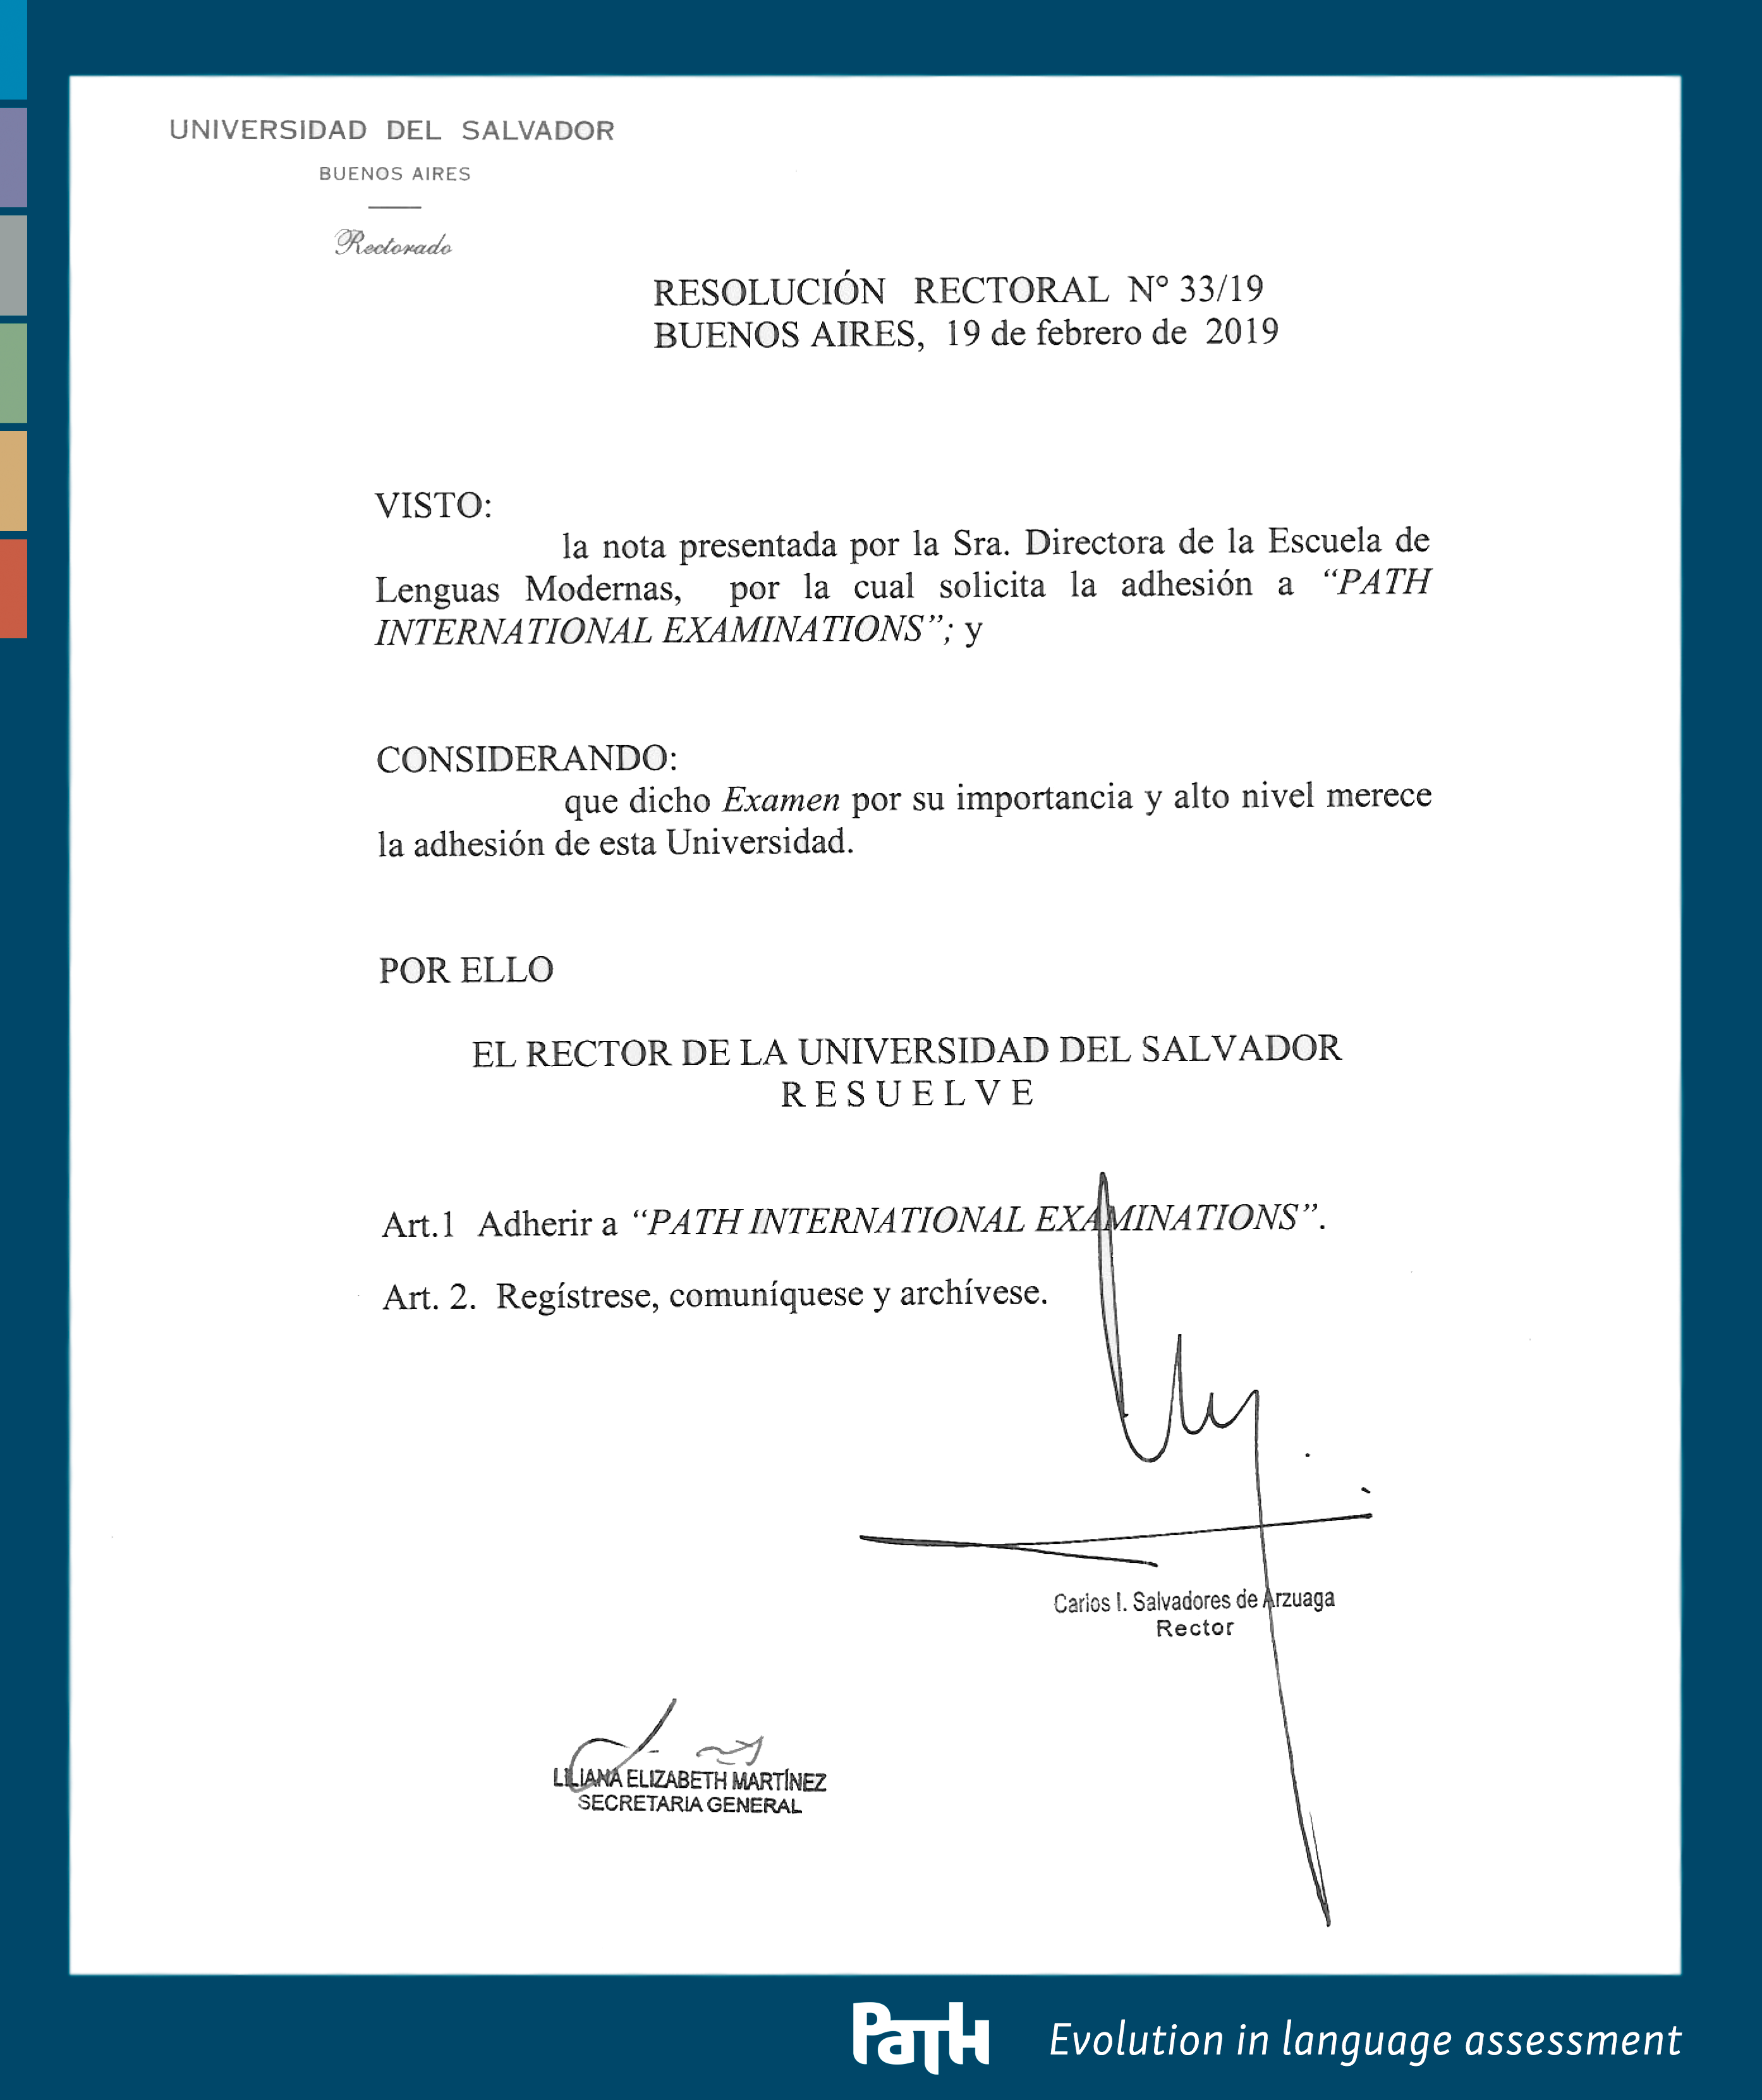 UNIVERSIDAD DEL SALVADOR
BUENOS AIRES
Rectorado
RESOLUCIÓN RECTORAL N° 33/19
BUENOS AIRES, 19 de febrero de 2019
VISTO:
la nota presentada por la Sra. Directora de la Escuela de
Lenguas Modernas, por la cual solicita la adhesión a “PATH
INTERNATIONAL EXAMINATIONS”; y
CONSIDERANDO:
que dicho Examen por su importancia y alto nivel merece
la adhesión de esta Universidad.
POR ELLO
EL RECTOR DE LA UNIVERSIDAD DEL SALVADOR
R E S U E L V E
Art.1 Adherir a “PATH INTERNATIONAL EXAMINATIONS”.
Art. 2. Regístrese, comuníquese y archívese.
Carlos I. Salvadores de Arzuaga
Rector
LILIANA ELIZABETH MARTÍNEZ
SECRETARIA GENERAL
PaTH Evolution in language assessment